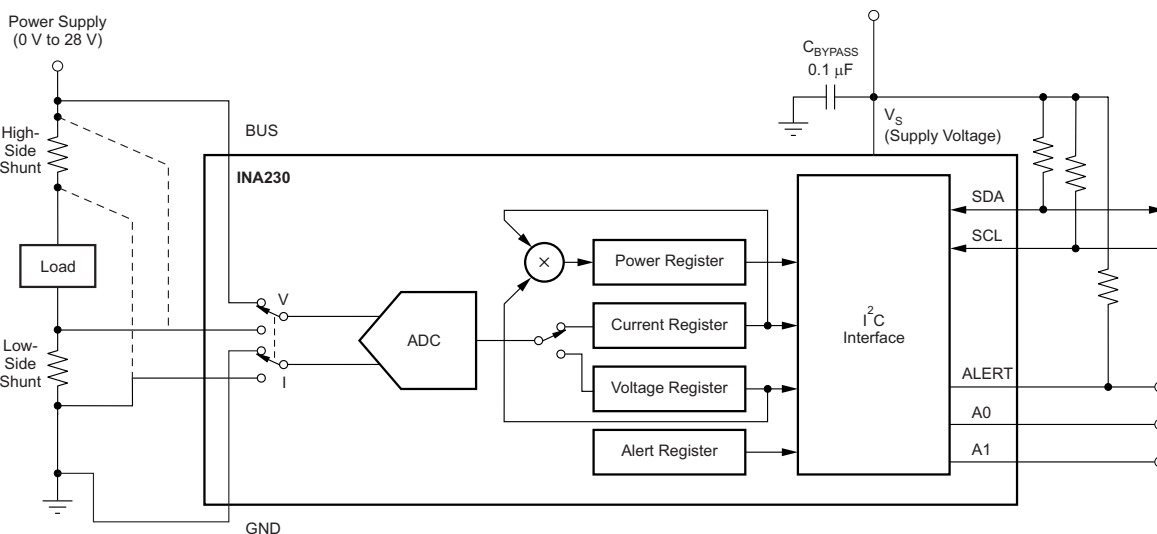 Power Supply
(0 V to 28 V)
C_BYPASS
0.1 µF
V_S
(Supply Voltage)
High-
Side
Shunt
BUS
INA230
SDA
SCL
×
Power Register
Load
V
ADC
Current Register
I²C
Interface
Low-
Side
Shunt
I
Voltage Register
ALERT
A0
Alert Register
A1
GND